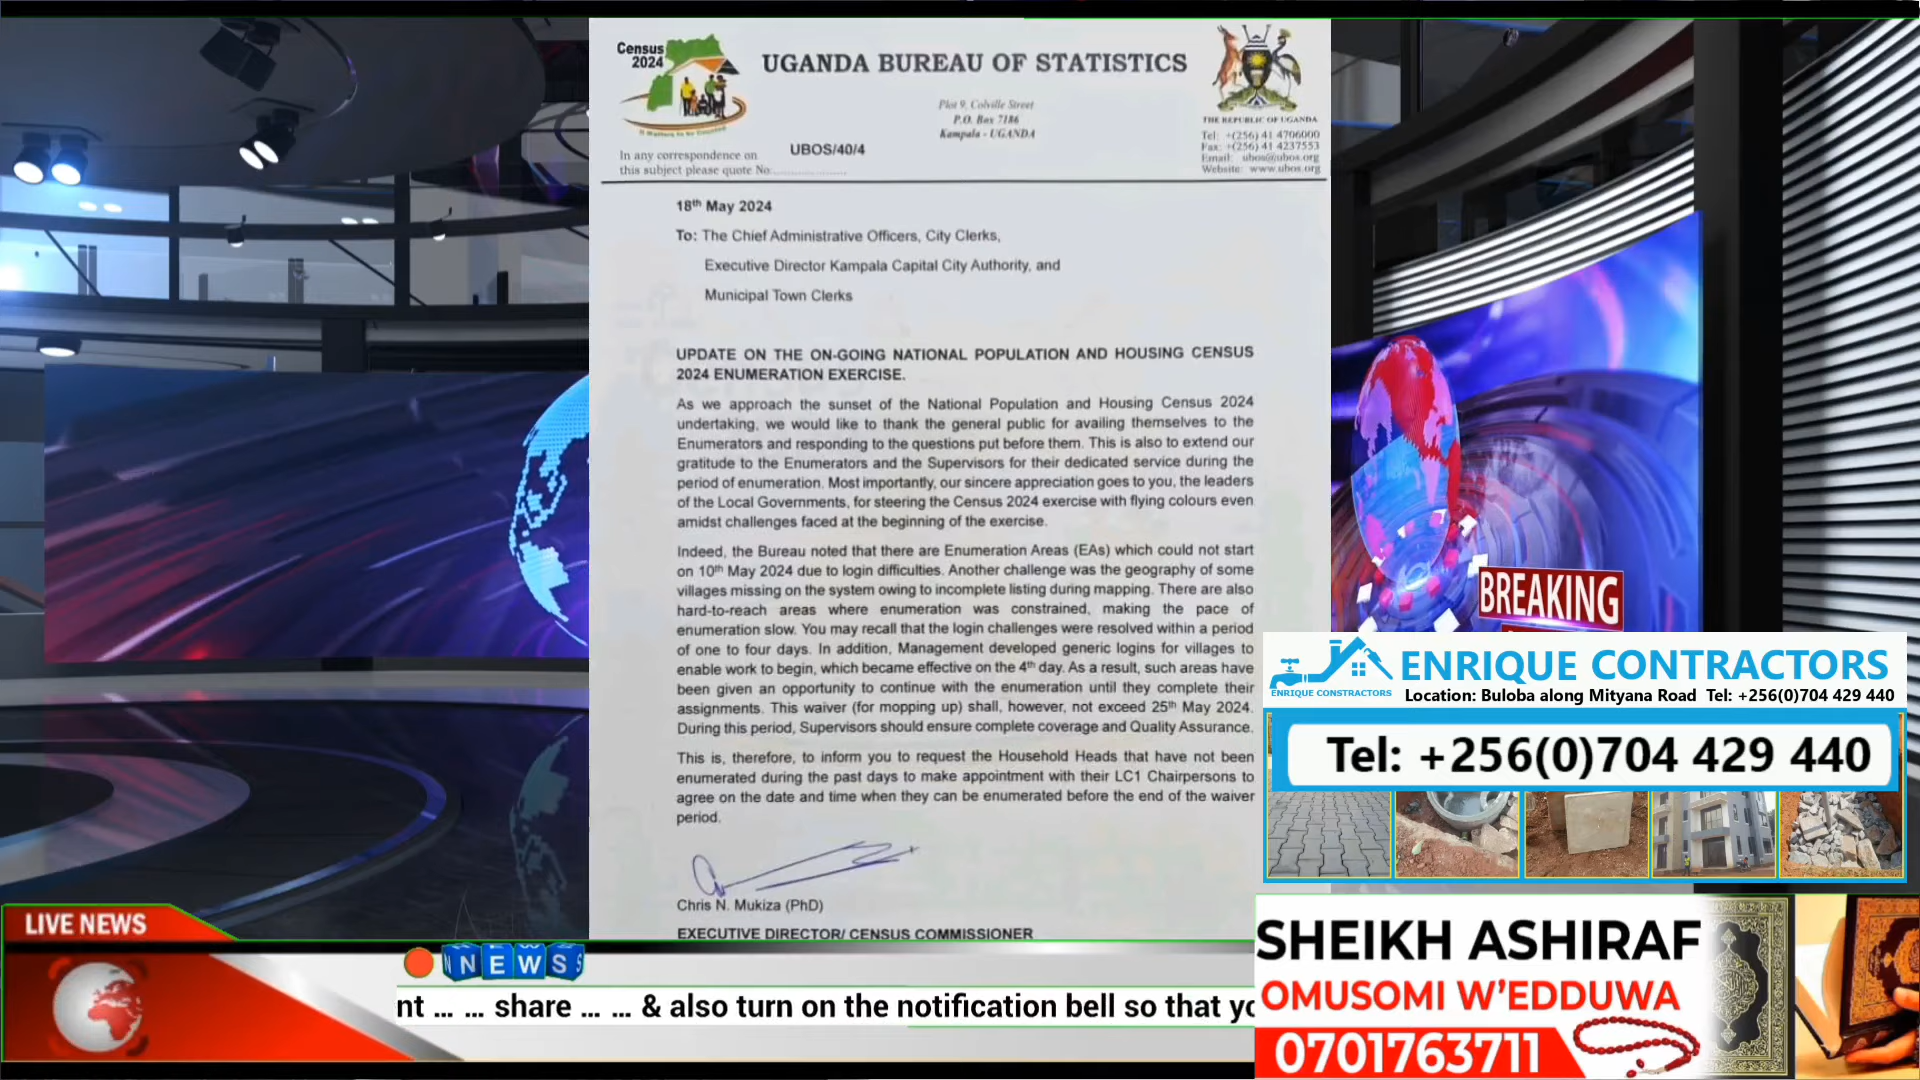 Census
2024
It Matters to be Counted
UGANDA BUREAU OF STATISTICS
Plot 9, Colville Street
P.O. Box 7186
Kampala - UGANDA
THE REPUBLIC OF UGANDA
Tel: +(256) 41 4706000
Fax: +(256) 41 4237553
Email: ubos@ubos.org
Website: www.ubos.org
In any correspondence on
this subject please quote No.....................
UBOS/40/4
18th May 2024
To: The Chief Administrative Officers, City Clerks,
Executive Director Kampala Capital City Authority, and
Municipal Town Clerks
UPDATE ON THE ON-GOING NATIONAL POPULATION AND HOUSING CENSUS
2024 ENUMERATION EXERCISE.
As we approach the sunset of the National Population and Housing Census 2024
undertaking, we would like to thank the general public for availing themselves to the
Enumerators and responding to the questions put before them. This is also to extend our
gratitude to the Enumerators and the Supervisors for their dedicated service during the
period of enumeration. Most importantly, our sincere appreciation goes to you, the leaders
of the Local Governments, for steering the Census 2024 exercise with flying colours even
amidst challenges faced at the beginning of the exercise.
Indeed, the Bureau noted that there are Enumeration Areas (EAs) which could not start
on 10th May 2024 due to login difficulties. Another challenge was the geography of some
villages missing on the system owing to incomplete listing during mapping. There are also
hard-to-reach areas where enumeration was constrained, making the pace of
enumeration slow. You may recall that the login challenges were resolved within a period
of one to four days. In addition, Management developed generic logins for villages to
enable work to begin, which became effective on the 4th day. As a result, such areas have
been given an opportunity to continue with the enumeration until they complete their
assignments. This waiver (for mopping up) shall, however, not exceed 25th May 2024.
During this period, Supervisors should ensure complete coverage and Quality Assurance.
This is, therefore, to inform you to request the Household Heads that have not been
enumerated during the past days to make appointment with their LC1 Chairpersons to
agree on the date and time when they can be enumerated before the end of the waiver
period.
Chris N. Mukiza (PhD)
EXECUTIVE DIRECTOR/ CENSUS COMMISSIONER
BREAKING
ENRIQUE CONSTRACTORS
ENRIQUE CONTRACTORS
Location: Buloba along Mityana Road Tel: +256(0)704 429 440
Tel: +256(0)704 429 440
LIVE NEWS
NEWS
nt ... ... share ... ... & also turn on the notification bell so that yo
SHEIKH ASHIRAF
OMUSOMI W'EDDUWA
0701763711